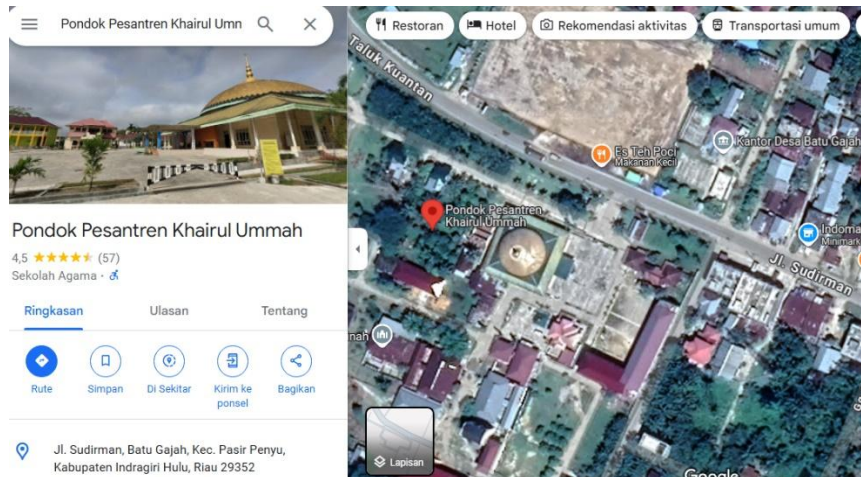 Pondok Pesantren Khairul Umn
Pondok Pesantren Khairul Ummah
4,5 (57)
Sekolah Agama ·
Ringkasan
Ulasan
Tentang
Rute
Simpan
Di Sekitar
Kirim ke
ponsel
Bagikan
Jl. Sudirman, Batu Gajah, Kec. Pasir Penyu,
Kabupaten Indragiri Hulu, Riau 29352
Restoran
Hotel
Rekomendasi aktivitas
Transportasi umum
Taluk Kuantan
Es Teh Poci
Makanan Kecil
Kantor Desa Batu Gajah
Pondok Pesantren
Khairul Ummah
Indoma
Minimark
Jl. Sudirman
nah
Lapisan
Google